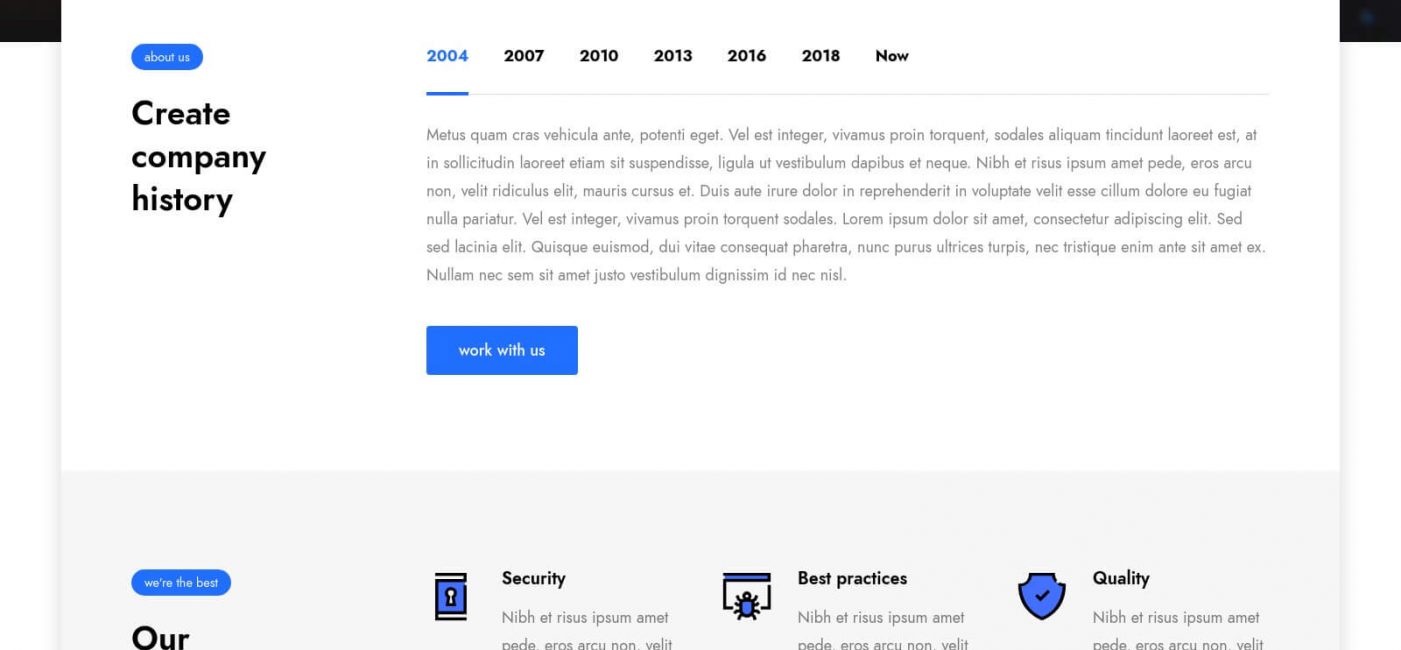 about us
Create
company
history
2004 2007 2010 2013 2016 2018 Now
Metus quam cras vehicula ante, potenti eget. Vel est integer, vivamus proin torquent, sodales aliquam tincidunt laoreet est, at
in sollicitudin laoreet etiam sit suspendisse, ligula ut vestibulum dapibus et neque. Nibh et risus ipsum amet pede, eros arcu
non, velit ridiculus elit, mauris cursus et. Duis aute irure dolor in reprehenderit in voluptate velit esse cillum dolore eu fugiat
nulla pariatur. Vel est integer, vivamus proin torquent sodales. Lorem ipsum dolor sit amet, consectetur adipiscing elit. Sed
sed lacinia elit. Quisque euismod, dui vitae consequat pharetra, nunc purus ultrices turpis, nec tristique enim ante sit amet ex.
Nullam nec sem sit amet justo vestibulum dignissim id nec nisl.
work with us
we're the best
Our
Security
Nibh et risus ipsum amet
pede, eros arcu non, velit
Best practices
Nibh et risus ipsum amet
pede, eros arcu non, velit
Quality
Nibh et risus ipsum amet
pede, eros arcu non, velit